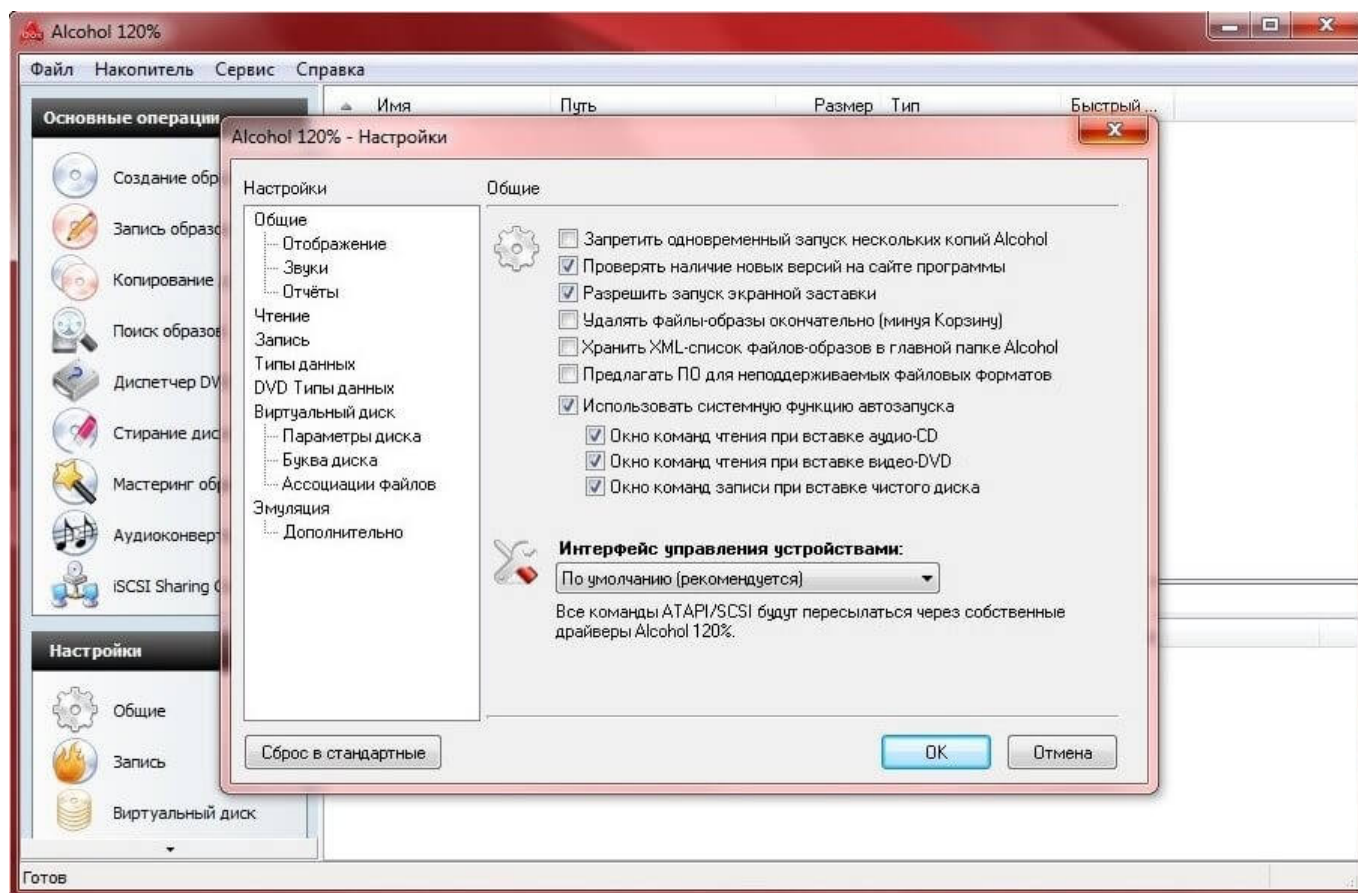 Alcohol 120%
Файл Накопитель Сервис Справка
Имя Путь Размер Тип Быстрый ...
Основные операции
Создание обр
Запись образо
Копирование
Поиск образов
Диспетчер DV
Стирание дис
Мастеринг обр
Аудиоконверт
iSCSI Sharing C
Настройки
Общие
Запись
Виртуальный диск
Готов
Alcohol 120% - Настройки
Настройки
Общие
Отображение
Звуки
Отчёты
Чтение
Запись
Типы данных
DVD Типы данных
Виртуальный диск
Параметры диска
Буква диска
Ассоциации файлов
Эмуляция
Дополнительно
Общие
Запретить одновременный запуск нескольких копий Alcohol
Проверять наличие новых версий на сайте программы
Разрешить запуск экранной заставки
Удалять файлы-образы окончательно (минуя Корзину)
Хранить XML-список файлов-образов в главной папке Alcohol
Предлагать ПО для неподдерживаемых файловых форматов
Использовать системную функцию автозапуска
Окно команд чтения при вставке аудио-CD
Окно команд чтения при вставке видео-DVD
Окно команд записи при вставке чистого диска
Интерфейс управления устройствами:
По умолчанию (рекомендуется)
Все команды ATAPI/SCSI будут пересылаться через собственные
драйверы Alcohol 120%.
Сброс в стандартные
OK
Отмена